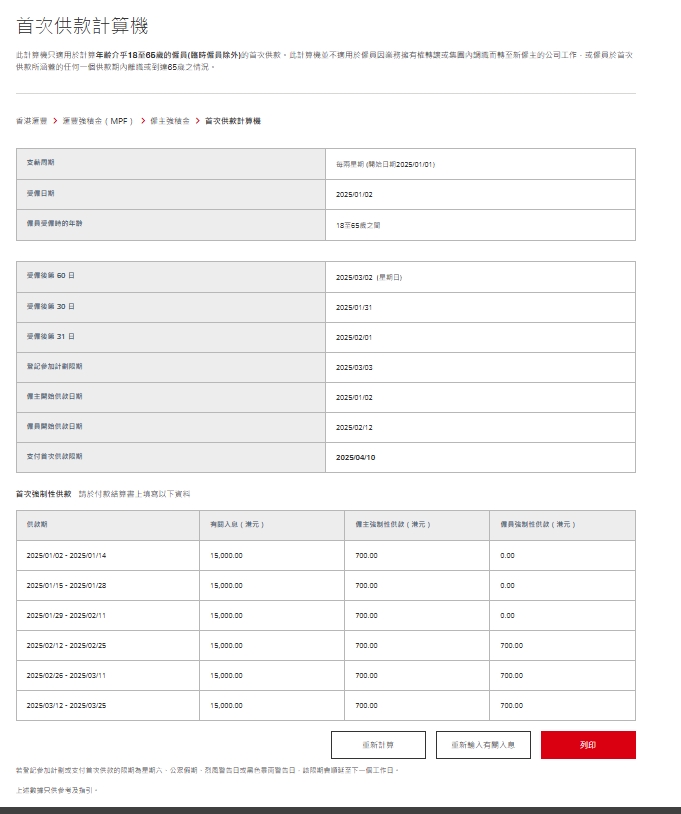 首次供款計算機
此計算機只適用於計算年齡介乎18至65歲的僱員(臨時僱員除外)的首次供款。此計算機並不適用於僱員因業務擁有權轉讓或集團內調職而轉至新僱主的公司工作，或僱員於首次
供款所涵蓋的任何一個供款期內離職或到達65歲之情況。
香港滙豐 > 滙豐強積金 ( MPF ) > 僱主強積金 > 首次供款計算機
支薪周期 每兩星期 (開始日期2025/01/01)
受僱日期 2025/01/02
僱員受僱時的年齡 18至65歲之間
受僱後第 60 日 2025/03/02 (星期日)
受僱後第 30 日 2025/01/31
受僱後第 31 日 2025/02/01
登記參加計劃限期 2025/03/03
僱主開始供款日期 2025/01/02
僱員開始供款日期 2025/02/12
支付首次供款限期 2025/04/10
首次強制性供款 請於付款結算書上填寫以下資料
供款期 有關入息 ( 港元 ) 僱主強制性供款 ( 港元 ) 僱員強制性供款 ( 港元 )
2025/01/02 - 2025/01/14 15,000.00 700.00 0.00
2025/01/15 - 2025/01/28 15,000.00 700.00 0.00
2025/01/29 - 2025/02/11 15,000.00 700.00 0.00
2025/02/12 - 2025/02/25 15,000.00 700.00 700.00
2025/02/26 - 2025/03/11 15,000.00 700.00 700.00
2025/03/12 - 2025/03/25 15,000.00 700.00 700.00
重新計算 重新輸入有關入息 列印
若登記參加計劃或支付首次供款的限期為星期六、公眾假期、烈風警告日或黑色暴雨警告日，該限期會順延至下一個工作日。
上述數據只供參考及指引。